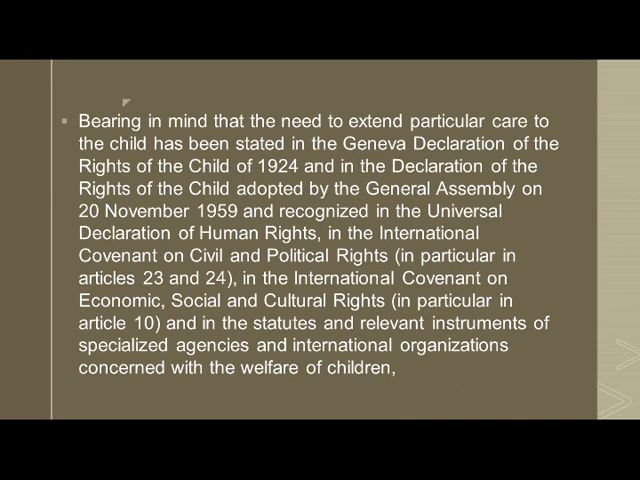 Bearing in mind that the need to extend particular care to
the child has been stated in the Geneva Declaration of the
Rights of the Child of 1924 and in the Declaration of the
Rights of the Child adopted by the General Assembly on
20 November 1959 and recognized in the Universal
Declaration of Human Rights, in the International
Covenant on Civil and Political Rights (in particular in
articles 23 and 24), in the International Covenant on
Economic, Social and Cultural Rights (in particular in
article 10) and in the statutes and relevant instruments of
specialized agencies and international organizations
concerned with the welfare of children,